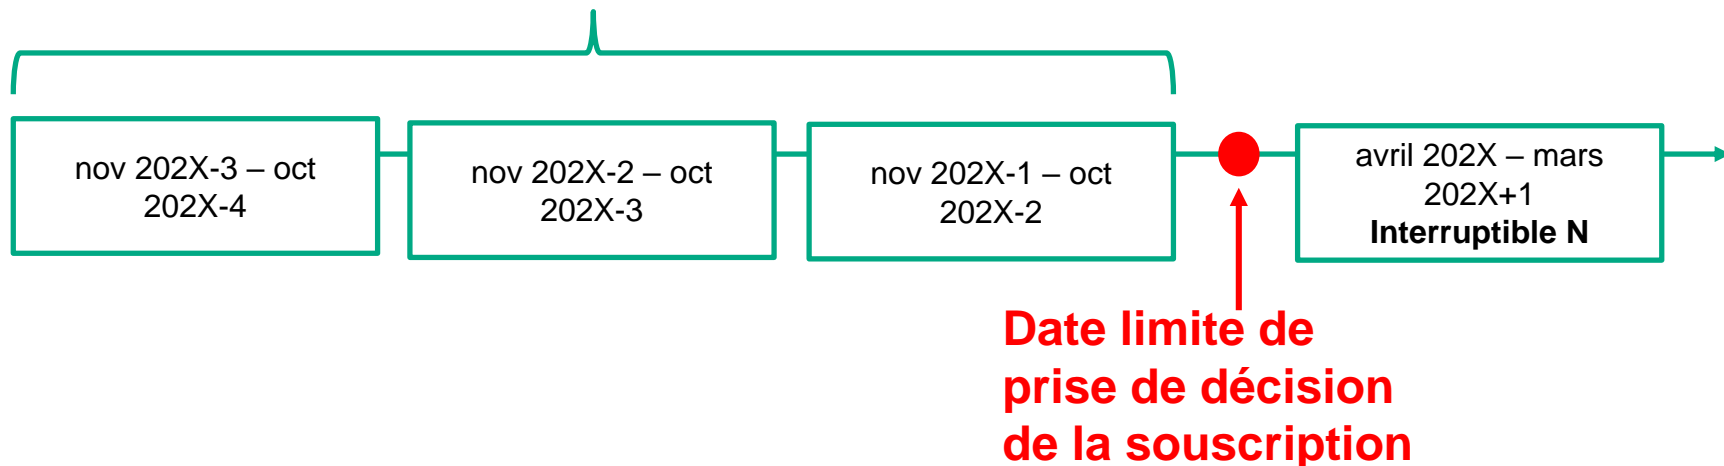 nov 202X-3 – oct
202X-4
nov 202X-2 – oct
202X-3
nov 202X-1 – oct
202X-2
avril 202X – mars
202X+1
Interruptible N
Date limite de
prise de décision
de la souscription